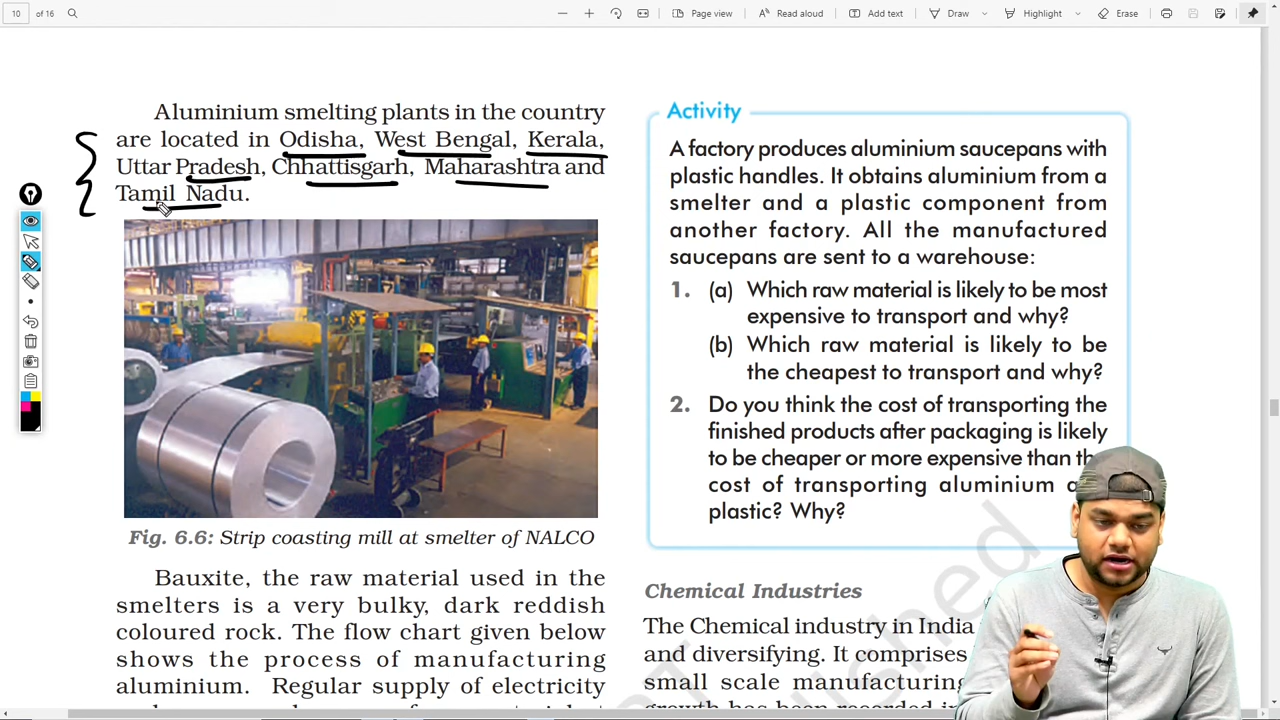 10 of 16
Page view
Read aloud
Add text
Draw
Highlight
Erase
Aluminium smelting plants in the country
are located in Odisha, West Bengal, Kerala,
Uttar Pradesh, Chhattisgarh, Maharashtra and
Tamil Nadu.
Fig. 6.6: Strip coasting mill at smelter of NALCO
Bauxite, the raw material used in the
smelters is a very bulky, dark reddish
coloured rock. The flow chart given below
shows the process of manufacturing
aluminium. Regular supply of electricity
Activity
A factory produces aluminium saucepans with
plastic handles. It obtains aluminium from a
smelter and a plastic component from
another factory. All the manufactured
saucepans are sent to a warehouse:
1. (a) Which raw material is likely to be most
expensive to transport and why?
(b) Which raw material is likely to be
the cheapest to transport and why?
2. Do you think the cost of transporting the
finished products after packaging is likely
to be cheaper or more expensive than
cost of transporting aluminium
plastic? Why?
Chemical Industries
The Chemical industry in India
and diversifying. It comprises
small scale manufacturing